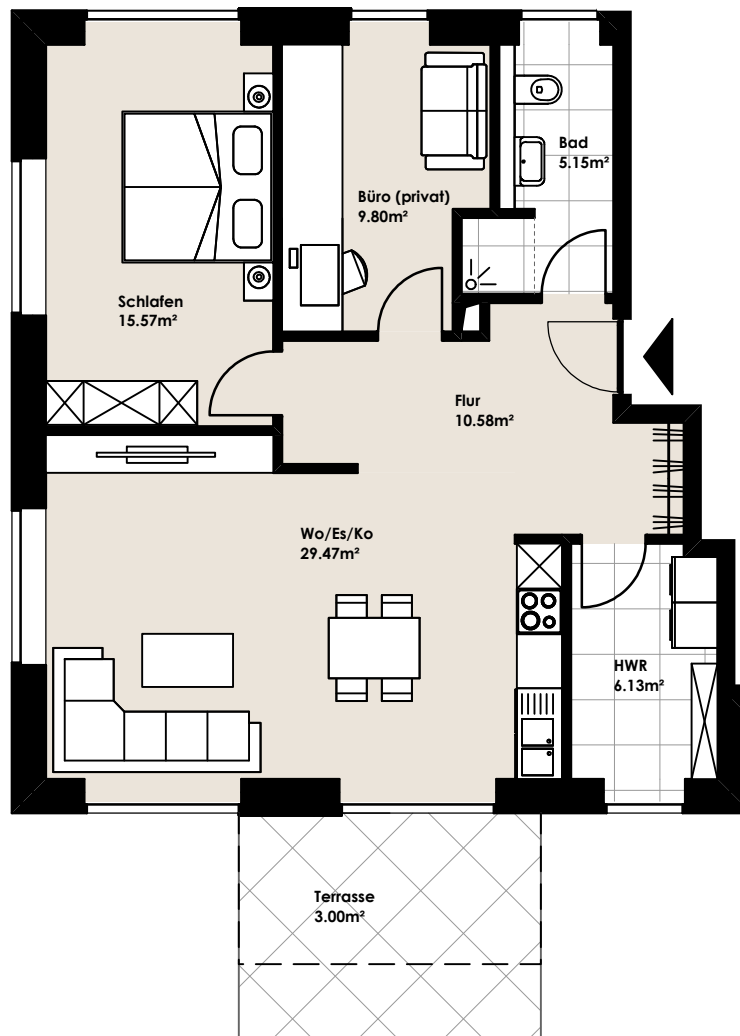 Bad
5.15m²
Büro (privat)
9.80m²
Schlafen
15.57m²
Flur
10.58m²
Wo/Es/Ko
29.47m²
HWR
6.13m²
Terrasse
3.00m²